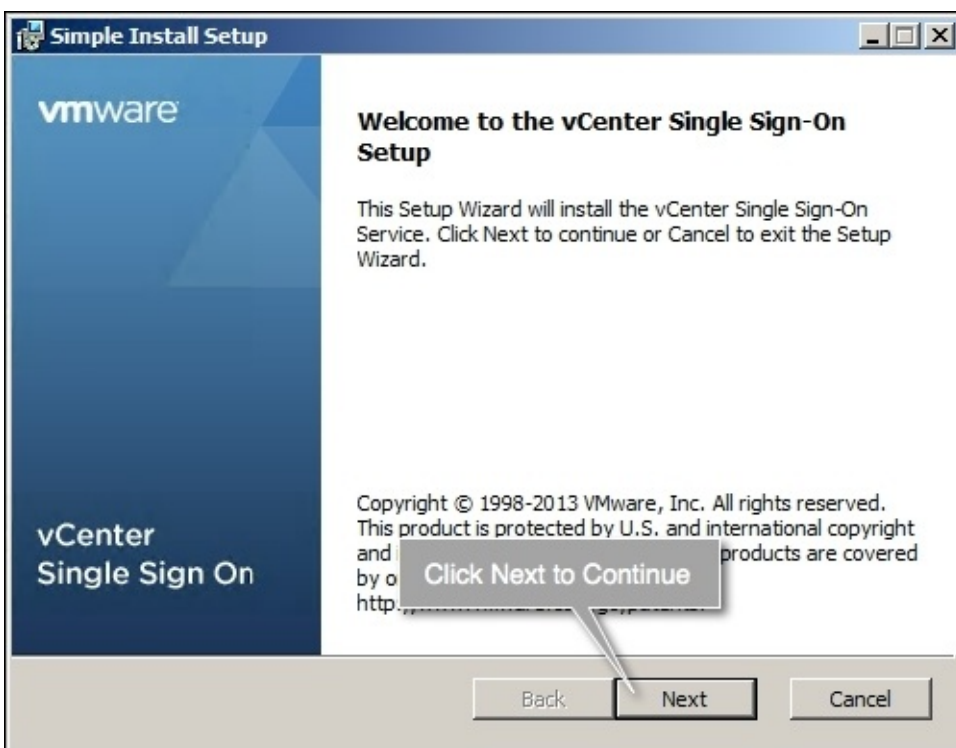 Simple Install Setup
vmware
Welcome to the vCenter Single Sign-On
Setup
This Setup Wizard will install the vCenter Single Sign-On
Service. Click Next to continue or Cancel to exit the Setup
Wizard.
Copyright © 1998-2013 VMware, Inc. All rights reserved.
This product is protected by U.S. and international copyright
and products are covered
by
http:
vCenter
Single Sign On
Click Next to Continue
Back
Next
Cancel